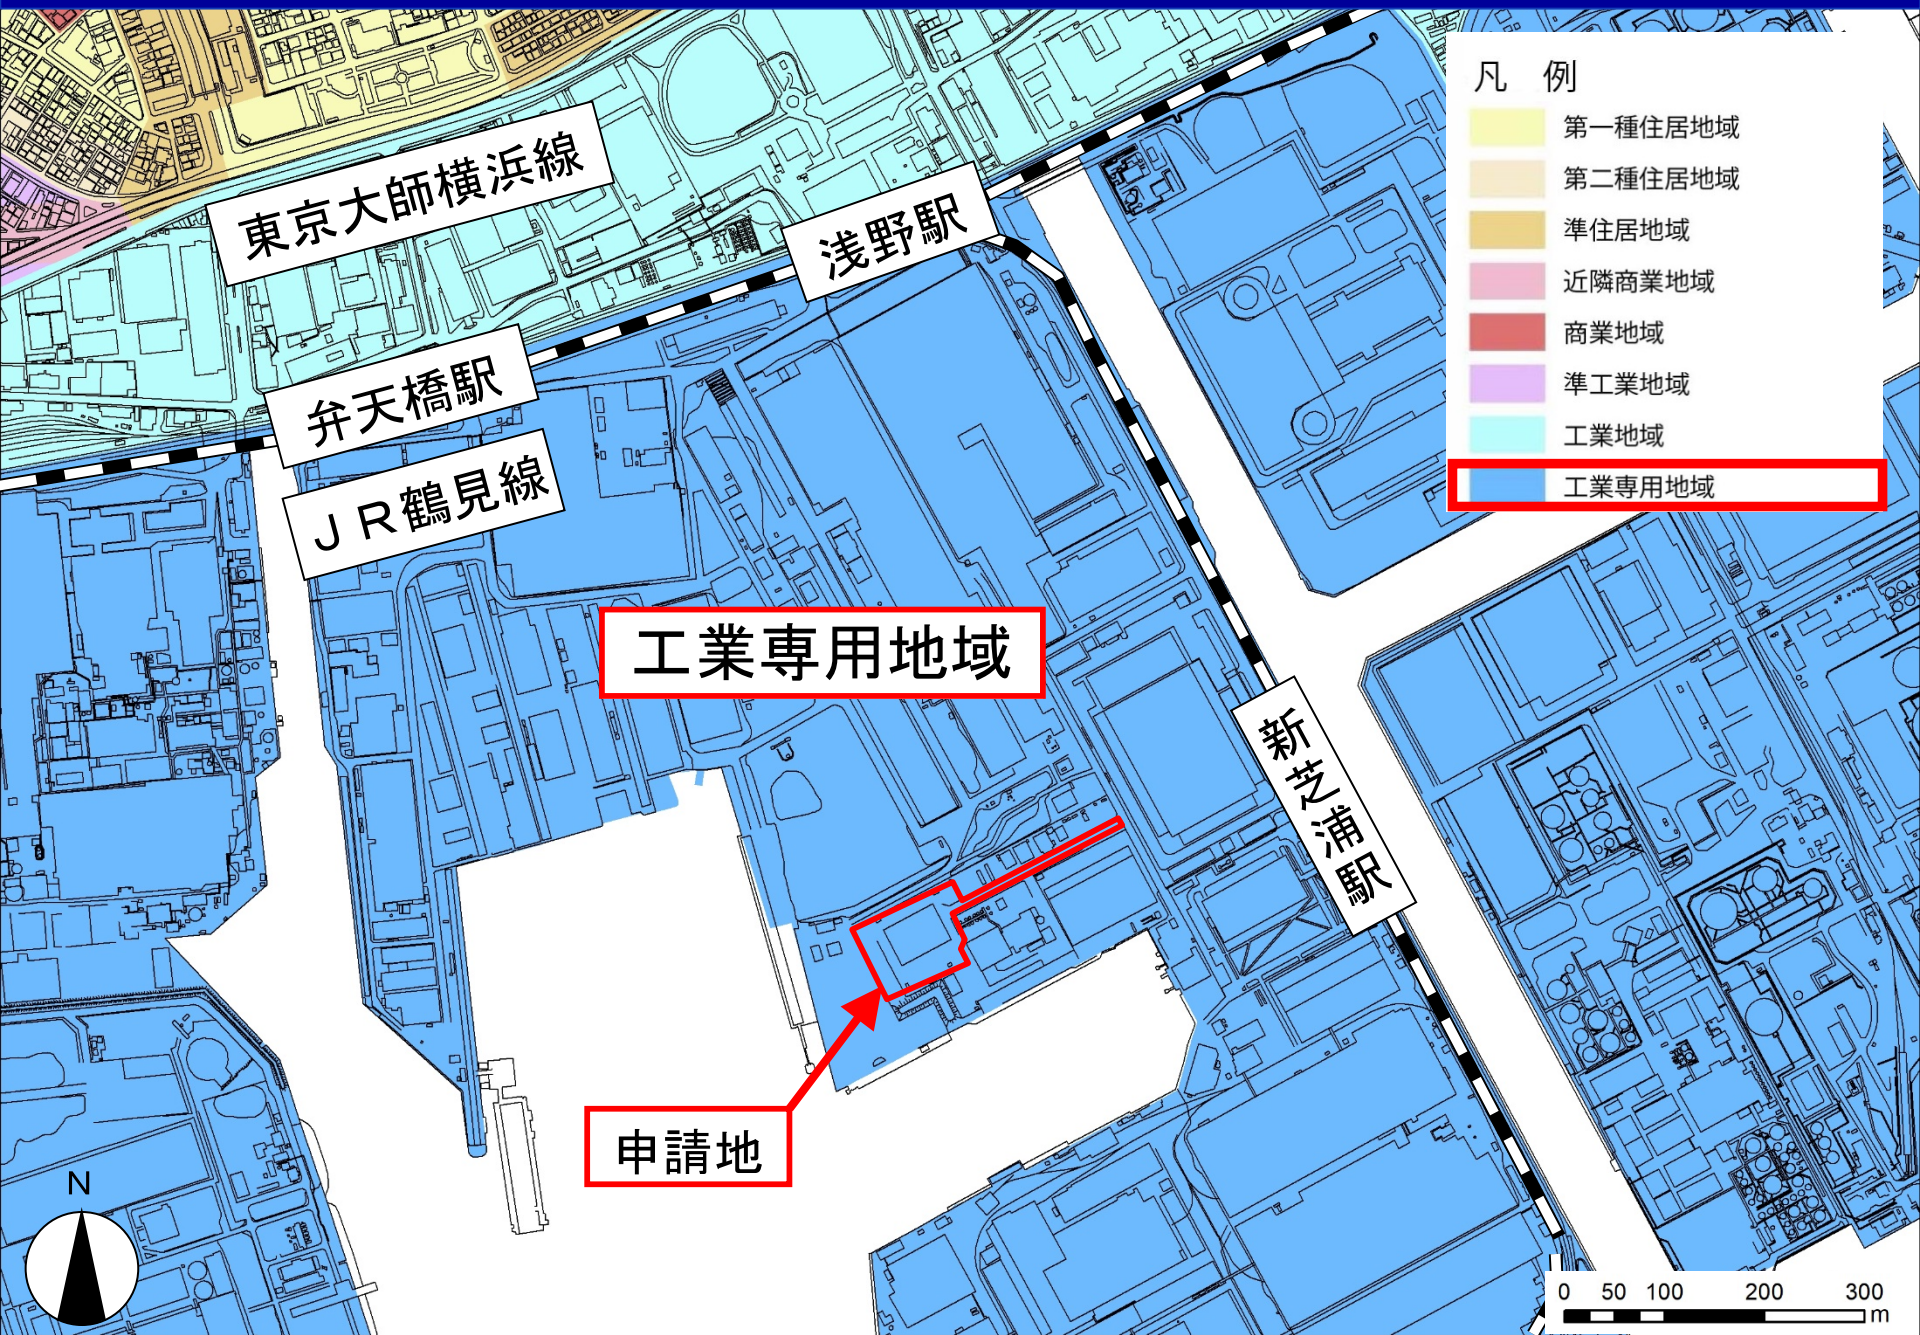 凡　例
第一種住居地域
第二種住居地域
準住居地域
近隣商業地域
商業地域
準工業地域
工業地域
工業専用地域
東京大師横浜線
浅野駅
弁天橋駅
ＪＲ鶴見線
工業専用地域
新芝浦駅
申請地
N
0 50 100 200 300
m